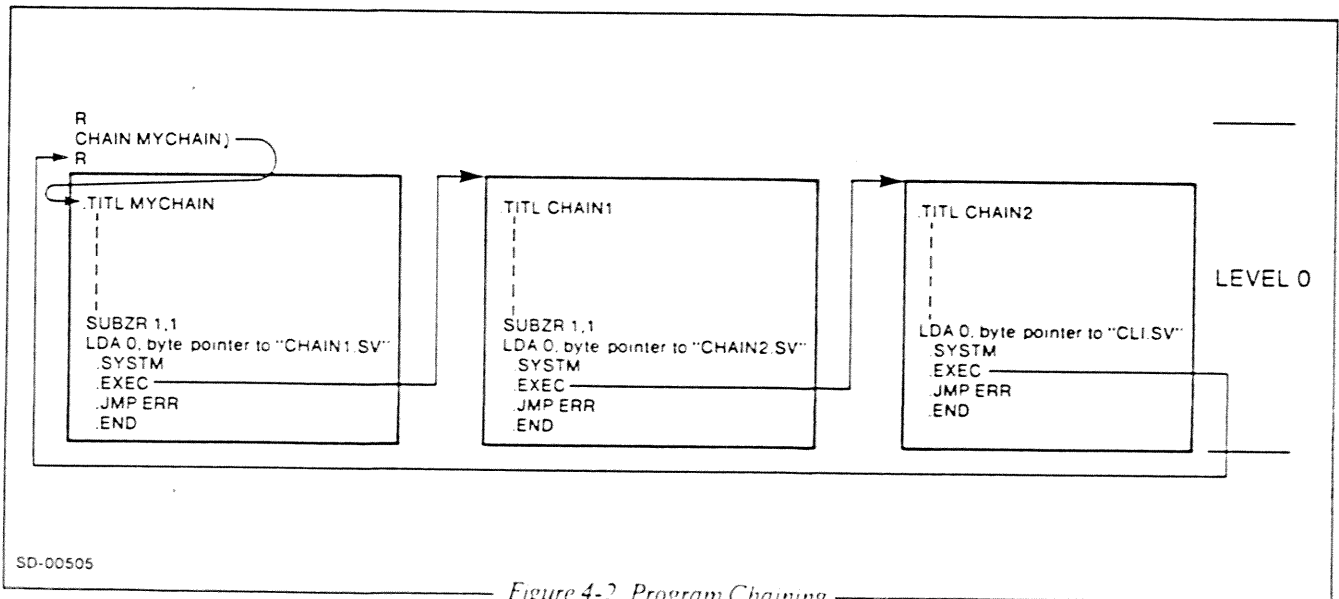 R
CHAIN MYCHAIN)
R
.TITL MYCHAIN
SUBZR 1,1
LDA 0, byte pointer to "CHAIN1.SV"
.SYSTM
.EXEC
.JMP ERR
.END
.TITL CHAIN1
SUBZR 1,1
LDA 0, byte pointer to "CHAIN2.SV"
.SYSTM
.EXEC
.JMP ERR
.END
.TITL CHAIN2
LDA 0, byte pointer to "CLI.SV"
.SYSTM
.EXEC
.JMP ERR
.END
LEVEL 0
SD-00505
Figure 4-2. Program Chaining